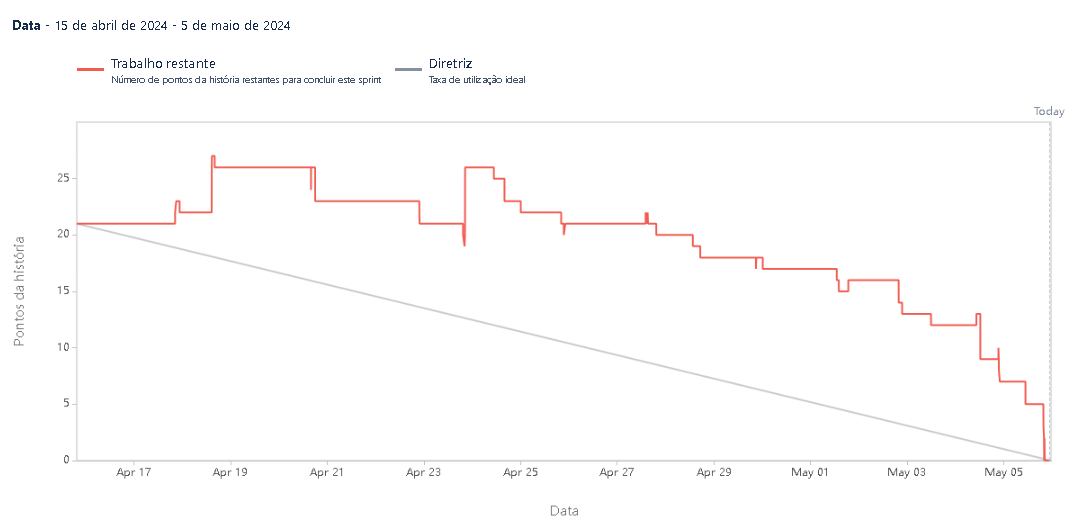 Data - 15 de abril de 2024 - 5 de maio de 2024
Trabalho restante
Número de pontos da história restantes para concluir este sprint
Diretriz
Taxa de utilização ideal
Today
Pontos da história
25
20
15
10
5
0
Apr 17 Apr 19 Apr 21 Apr 23 Apr 25 Apr 27 Apr 29 May 01 May 03 May 05
Data